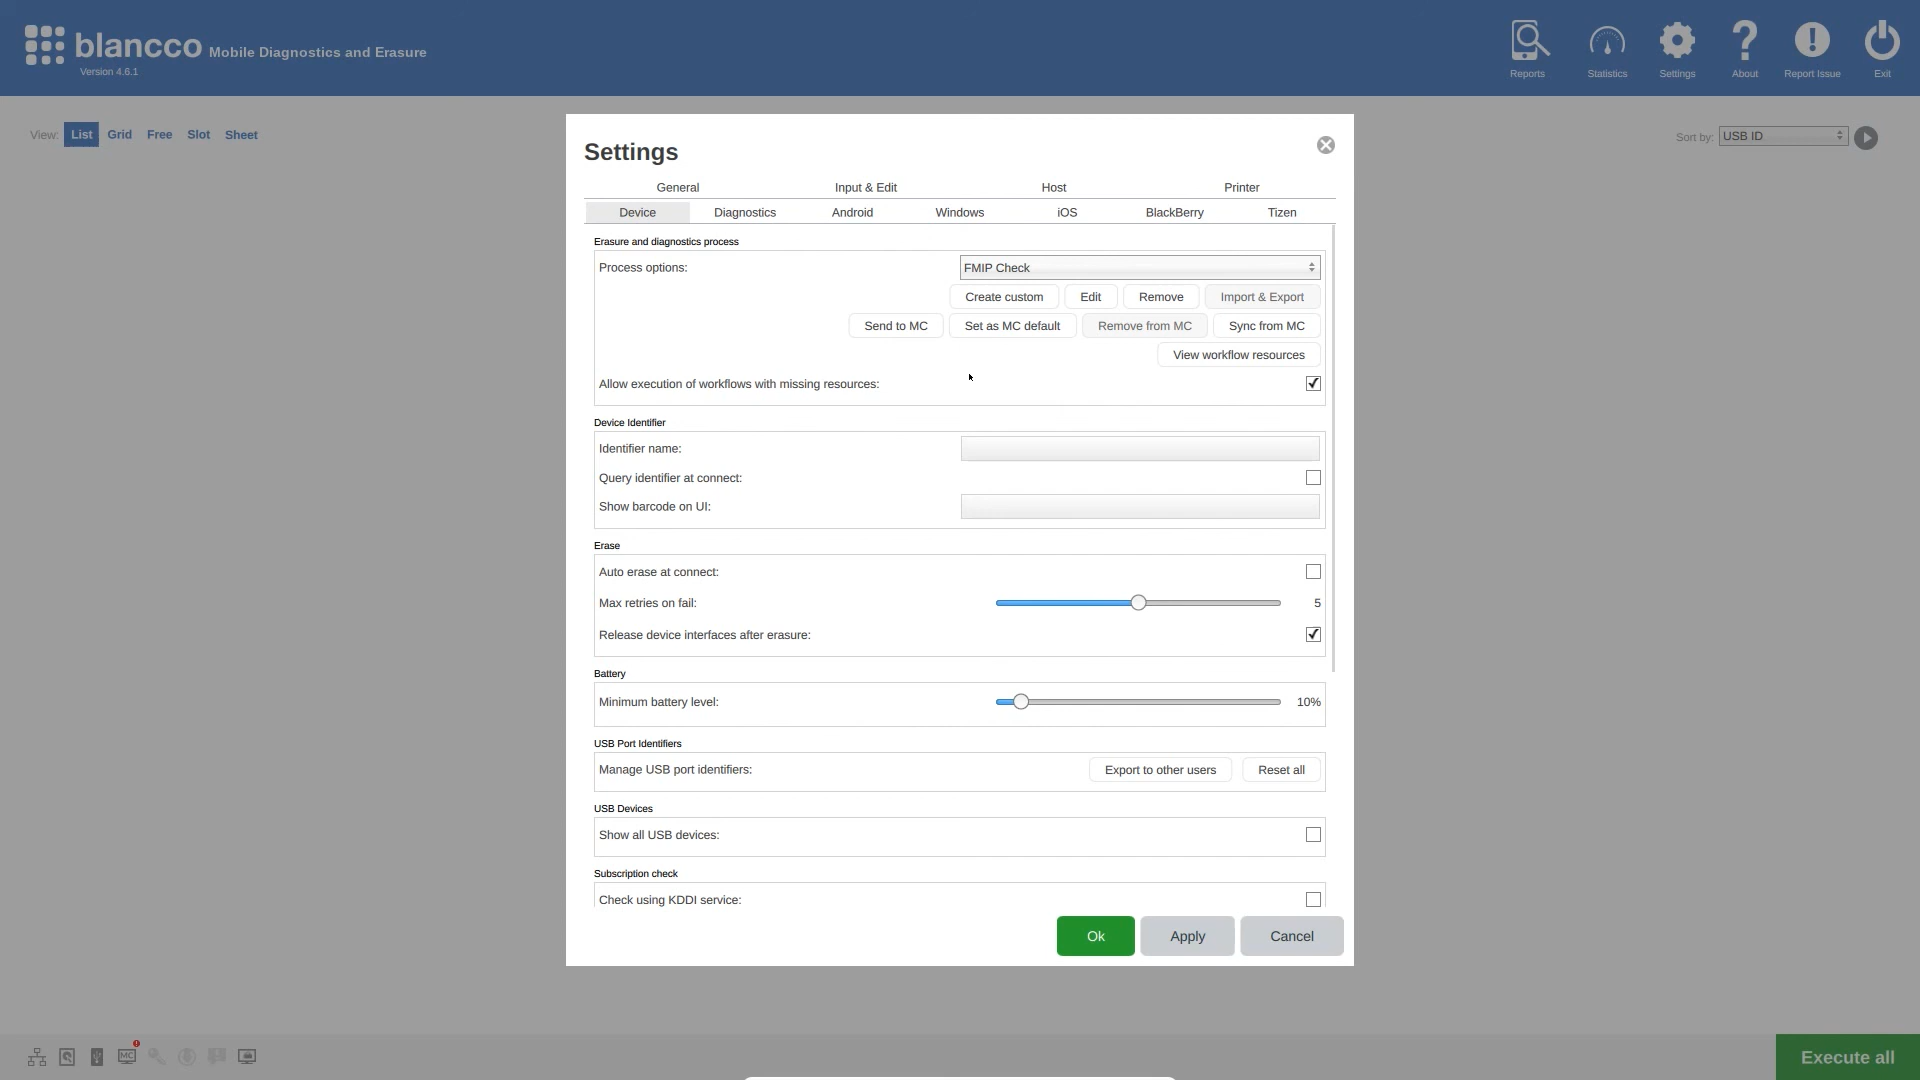 blancco Mobile Diagnostics and Erasure
Version 4.6.1
Reports Statistics Settings About Report Issue Exit
View: List Grid Free Slot Sheet
Sort by: USB ID
Settings
General Input & Edit Host Printer
Device Diagnostics Android Windows iOS BlackBerry Tizen
Erasure and diagnostics process
Process options: FMIP Check
Create custom Edit Remove Import & Export
Send to MC Set as MC default Remove from MC Sync from MC
View workflow resources
Allow execution of workflows with missing resources:
Device Identifier
Identifier name:
Query identifier at connect:
Show barcode on UI:
Erase
Auto erase at connect:
Max retries on fail: 5
Release device interfaces after erasure:
Battery
Minimum battery level: 10%
USB Port Identifiers
Manage USB port identifiers: Export to other users Reset all
USB Devices
Show all USB devices:
Subscription check
Check using KDDI service:
Ok Apply Cancel
MC
Execute all